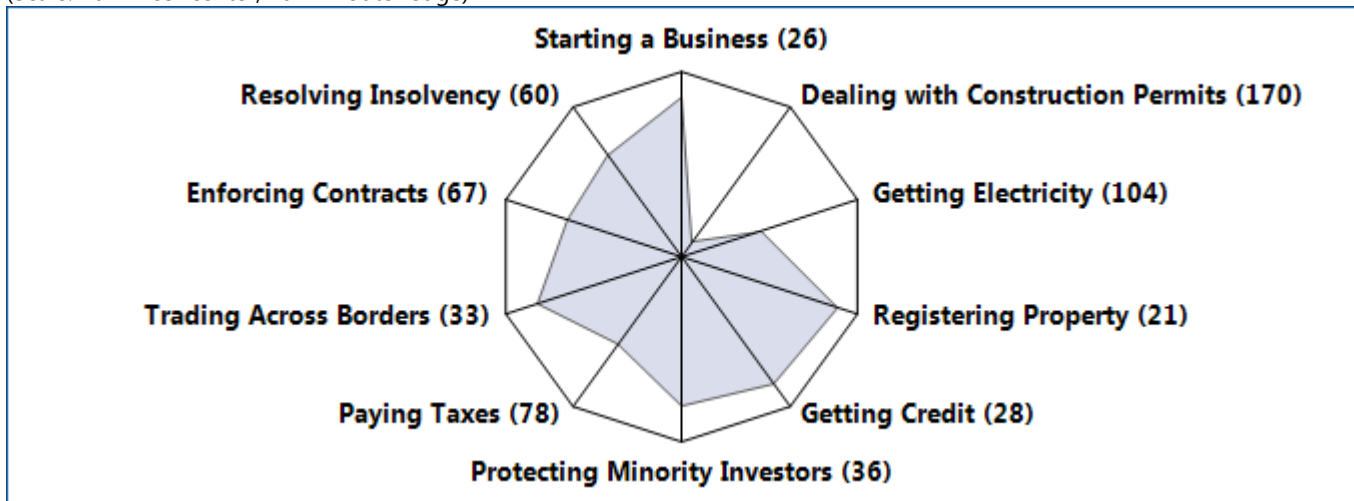 Starting a Business (26)
Resolving Insolvency (60)
Dealing with Construction Permits (170)
Enforcing Contracts (67)
Getting Electricity (104)
Trading Across Borders (33)
Registering Property (21)
Paying Taxes (78)
Getting Credit (28)
Protecting Minority Investors (36)